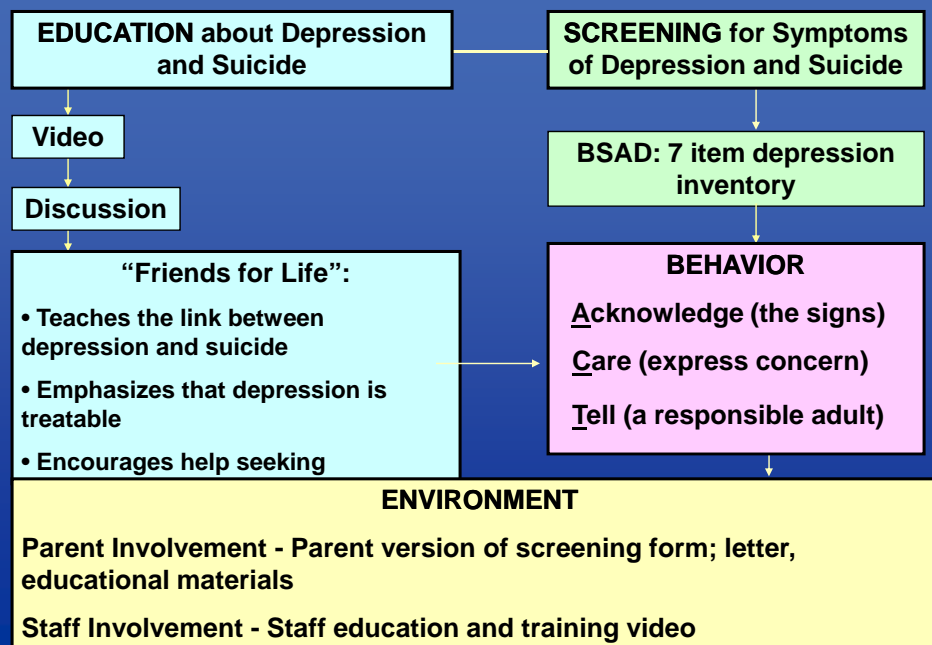 EDUCATION about Depression
and Suicide
SCREENING for Symptoms
of Depression and Suicide
Video
Discussion
BSAD: 7 item depression
inventory
“Friends for Life”:
• Teaches the link between
depression and suicide
• Emphasizes that depression is
treatable
• Encourages help seeking
BEHAVIOR
Acknowledge (the signs)
Care (express concern)
Tell (a responsible adult)
ENVIRONMENT
Parent Involvement - Parent version of screening form; letter,
educational materials
Staff Involvement - Staff education and training video